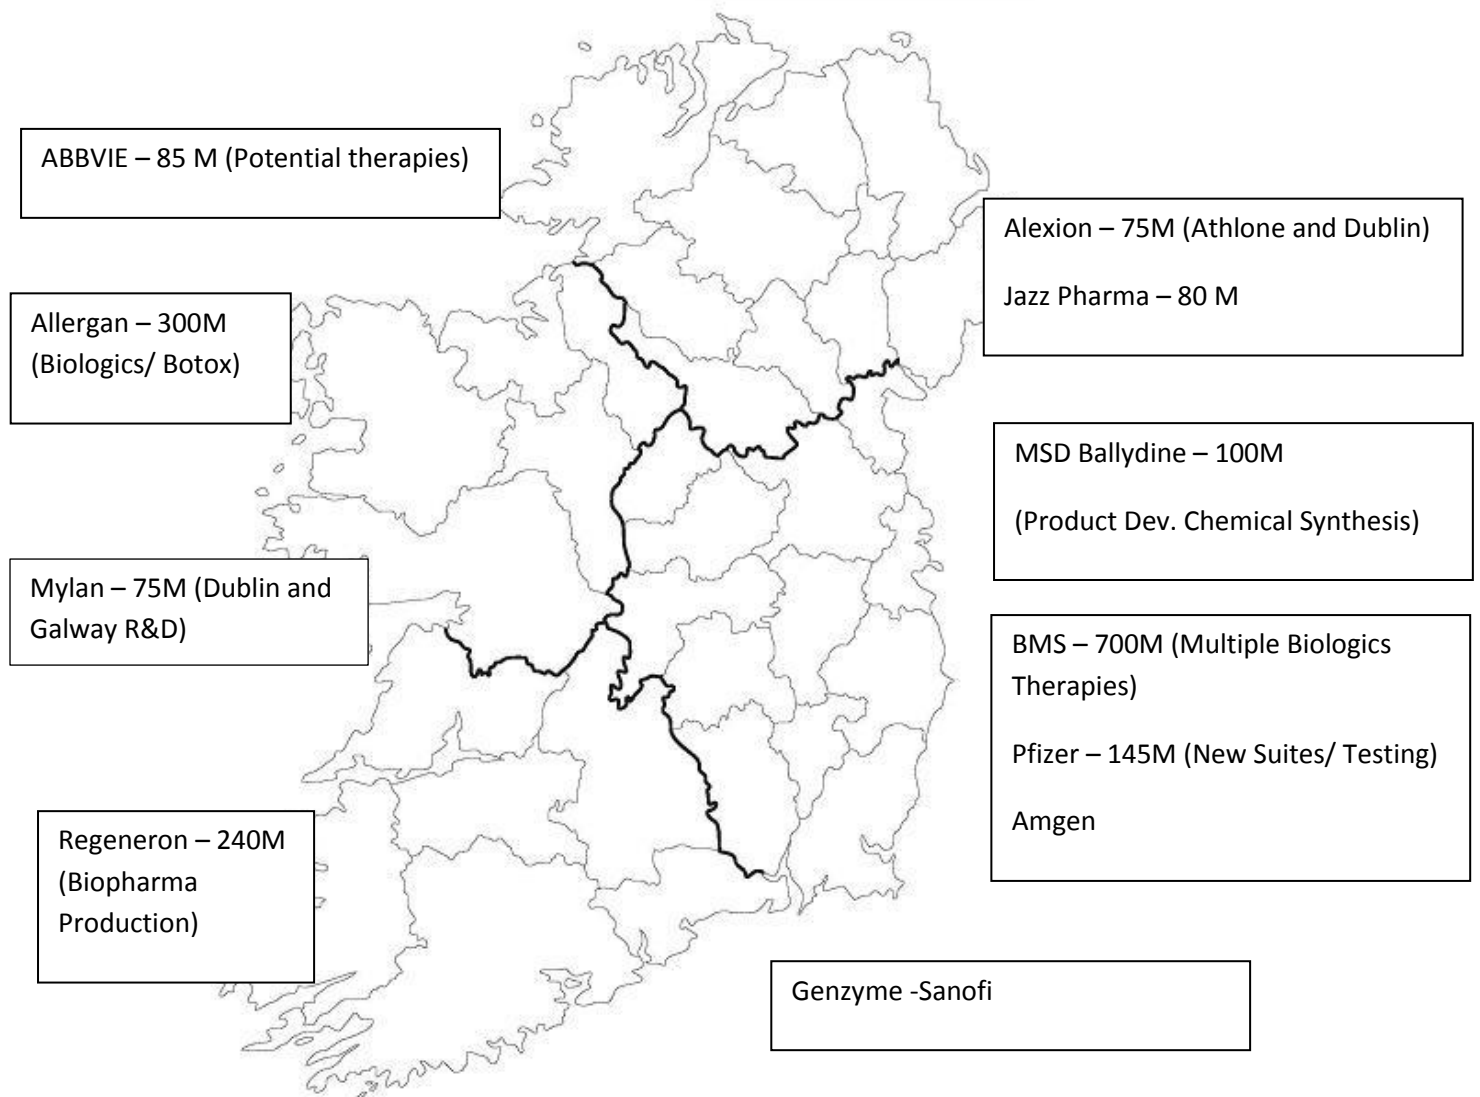 ABBVIE – 85 M (Potential therapies)
Alexion – 75M (Athlone and Dublin)
Jazz Pharma – 80 M
Allergan – 300M
(Biologics/ Botox)
MSD Ballydine – 100M
(Product Dev. Chemical Synthesis)
Mylan – 75M (Dublin and
Galway R&D)
BMS – 700M (Multiple Biologics
Therapies)
Pfizer – 145M (New Suites/ Testing)
Amgen
Regeneron – 240M
(Biopharma
Production)
Genzyme -Sanofi